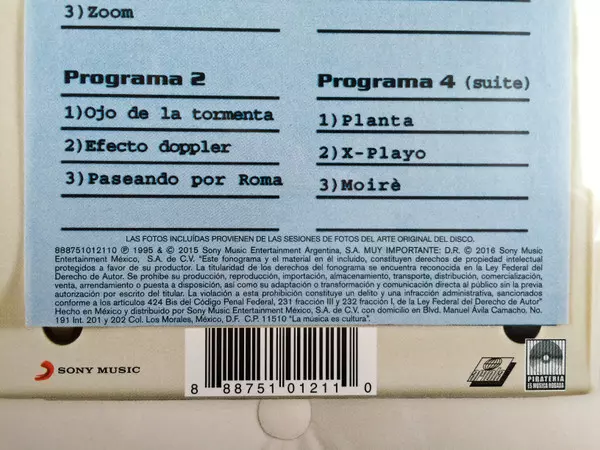 3)Zoom
Programa 2
1)Ojo de la tormenta
2)Efecto doppler
3)Paseando por Roma
Programa 4 (suite)
1)Planta
2)X-Playo
3)Moirè
LAS FOTOS INCLUÍDAS PROVIENEN DE LAS SESIONES DE FOTOS DEL ARTE ORIGINAL DEL DISCO.
888751012110 ℗ 1995 & © 2015 Sony Music Entertainment Argentina, S.A. MUY IMPORTANTE: D.R. © 2016 Sony Music
Entertainment México, S.A. de C.V. "Este fonograma y el material en él incluido, constituyen derechos de propiedad intelectual
protegidos a favor de su productor. La titularidad de los derechos del fonograma se encuentra reconocida en la Ley Federal del
Derecho de Autor. Se prohibe su reproducción, importación, almacenamiento, transporte, distribución, comercialización,
venta, arrendamiento o puesta a disposición, así como su adaptación o transformación y comunicación directa al público sin la previa
autorización por escrito del titular. La violación a esta prohibición constituye un delito y una infracción administrativa, sancionados
conforme a los artículos 424 Bis del Código Penal Federal, 231 fracción III y 232 fracción I, de la Ley Federal del Derecho de Autor"
Hecho en México y distribuido por Sony Music Entertainment México, S.A. de C.V. con domicilio en Blvd. Manuel Ávila Camacho. No.
191 Int. 201 y 202 Col. Los Morales, México, D.F. C.P. 11510 "La música es cultura".
SONY MUSIC
8 88751 01211 0
PIRATERIA
ES MUSICA ROBADA